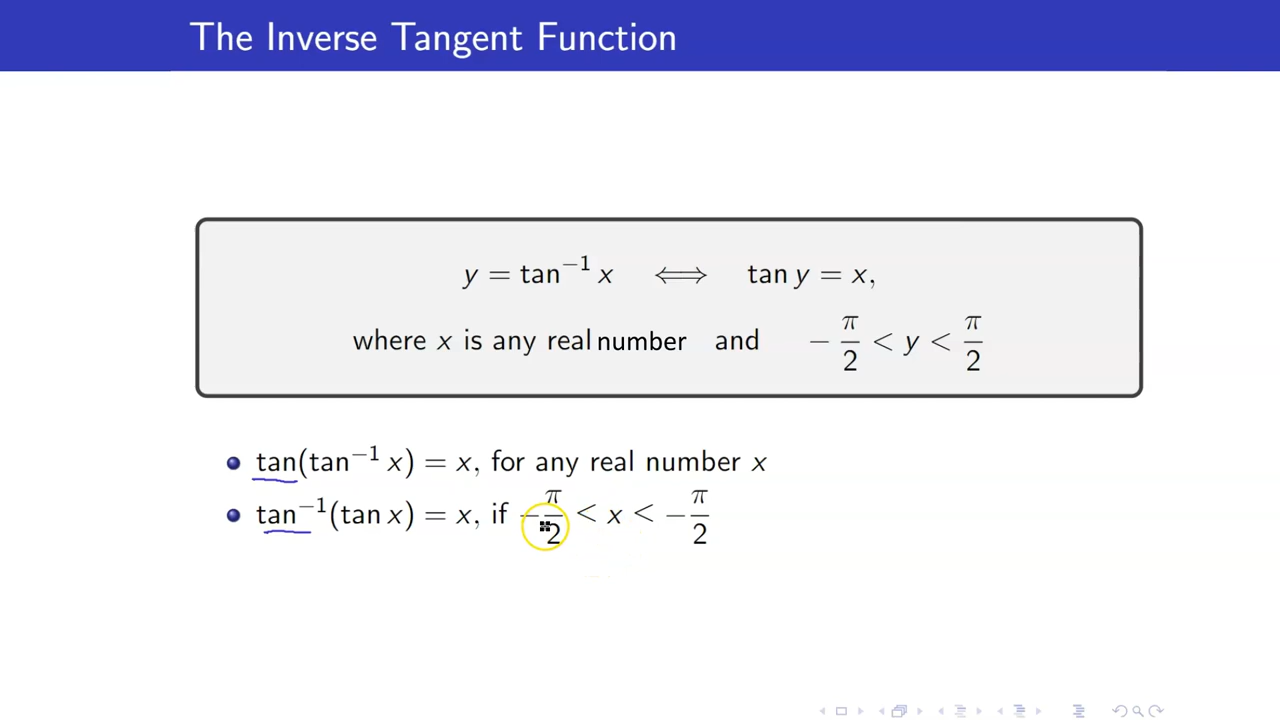 The Inverse Tangent Function
y = tan⁻¹ x ⟺ tan y = x,
where x is any real number and − π/2 < y < π/2
tan(tan⁻¹ x) = x, for any real number x
tan⁻¹(tan x) = x, if − π/2 < x < − π/2